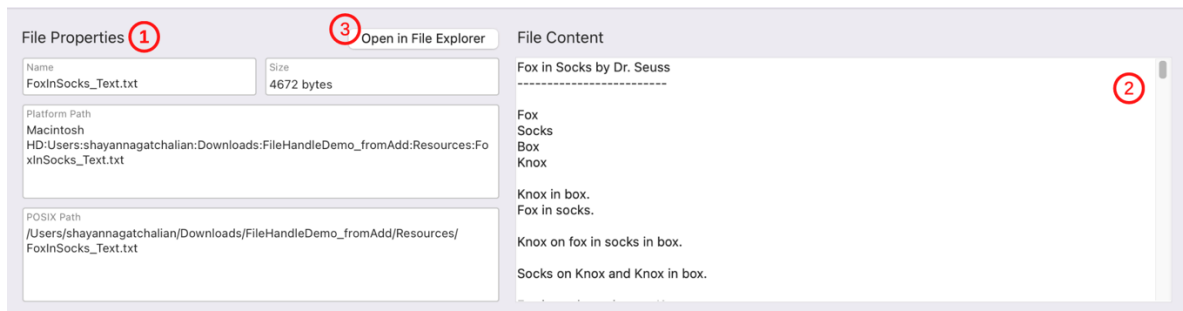 File Properties 1
3 Open in File Explorer
Name
FoxInSocks_Text.txt
Size
4672 bytes
Platform Path
Macintosh
HD:Users:shayannagatchalian:Downloads:FileHandleDemo_fromAdd:Resources:Fo
xInSocks_Text.txt
POSIX Path
/Users/shayannagatchalian/Downloads/FileHandleDemo_fromAdd/Resources/
FoxInSocks_Text.txt
File Content
Fox in Socks by Dr. Seuss
2
-------------------------
Fox
Socks
Box
Knox
Knox in box.
Fox in socks.
Knox on fox in socks in box.
Socks on Knox and Knox in box.